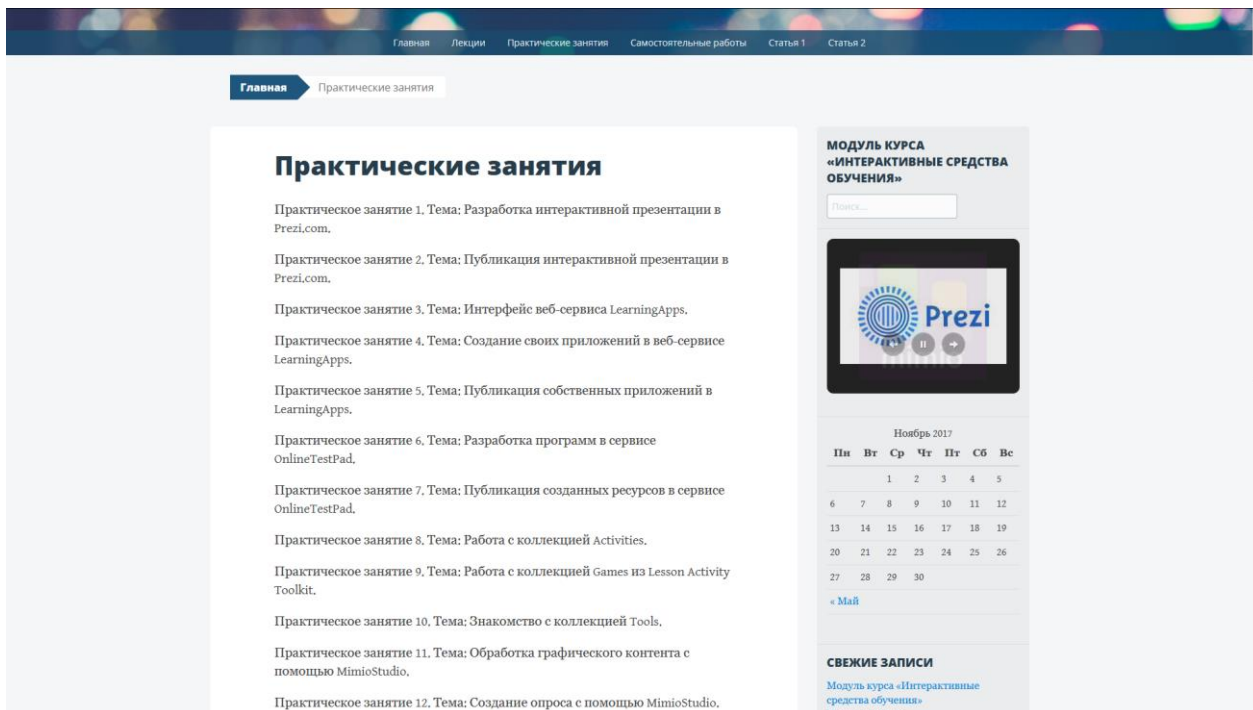 Главная Лекции Практические занятия Самостоятельные работы Статья 1 Статья 2
Главная Практические занятия
Практические занятия
Практическое занятие 1. Тема: Разработка интерактивной презентации в
Prezi.com.
Практическое занятие 2. Тема: Публикация интерактивной презентации в
Prezi.com.
Практическое занятие 3. Тема: Интерфейс веб-сервиса LearningApps.
Практическое занятие 4. Тема: Создание своих приложений в веб-сервисе
LearningApps.
Практическое занятие 5. Тема: Публикация собственных приложений в
LearningApps.
Практическое занятие 6. Тема: Разработка программ в сервисе
OnlineTestPad.
Практическое занятие 7. Тема: Публикация созданных ресурсов в сервисе
OnlineTestPad.
Практическое занятие 8. Тема: Работа с коллекцией Activities.
Практическое занятие 9. Тема: Работа с коллекцией Games из Lesson Activity
Toolkit.
Практическое занятие 10. Тема: Знакомство с коллекцией Tools.
Практическое занятие 11. Тема: Обработка графического контента с
помощью MimioStudio.
Практическое занятие 12. Тема: Создание опроса с помощью MimioStudio.
МОДУЛЬ КУРСА
«ИНТЕРАКТИВНЫЕ СРЕДСТВА
ОБУЧЕНИЯ»
Поиск...
Prezi
mimio
Ноябрь 2017
Пн Вт Ср Чт Пт Сб Вс
1 2 3 4 5
6 7 8 9 10 11 12
13 14 15 16 17 18 19
20 21 22 23 24 25 26
27 28 29 30
« Май
СВЕЖИЕ ЗАПИСИ
Модуль курса «Интерактивные
средства обучения»